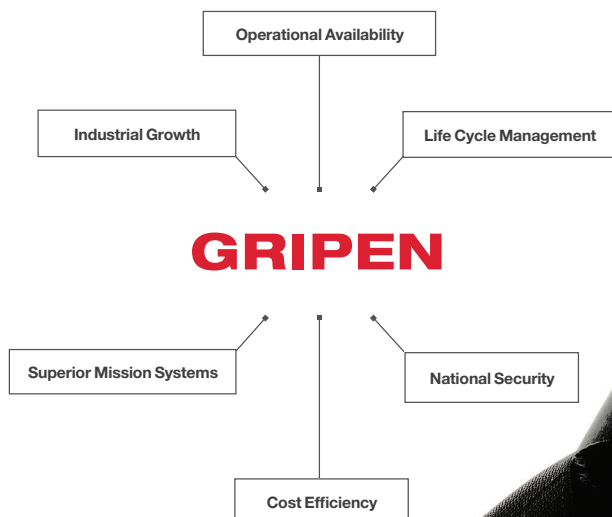 Operational Availability
Industrial Growth
Life Cycle Management
GRIPEN
Superior Mission Systems
National Security
Cost Efficiency